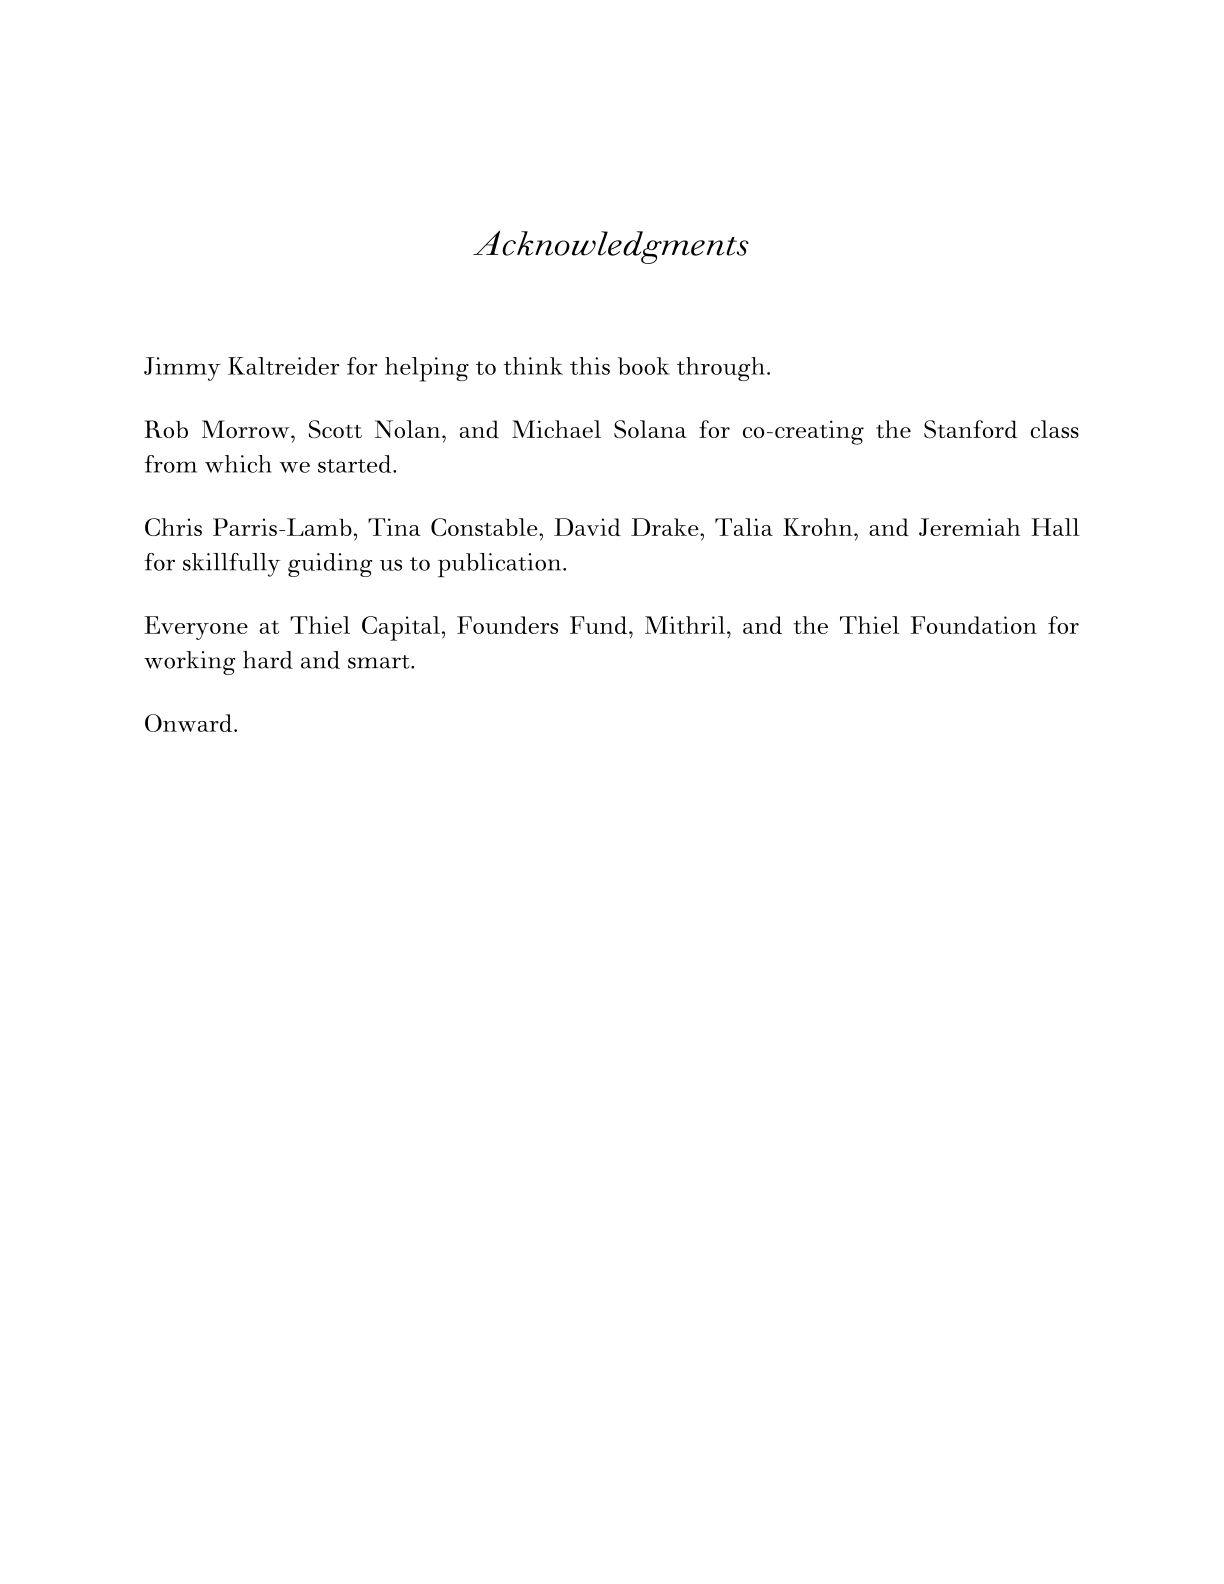 Acknowledgments
Jimmy Kaltreider for helping to think this book through.
Rob Morrow, Scott Nolan, and Michael Solana for co-creating the Stanford class
from which we started.
Chris Parris-Lamb, Tina Constable, David Drake, Talia Krohn, and Jeremiah Hall
for skillfully guiding us to publication.
Everyone at Thiel Capital, Founders Fund, Mithril, and the Thiel Foundation for
working hard and smart.
Onward.